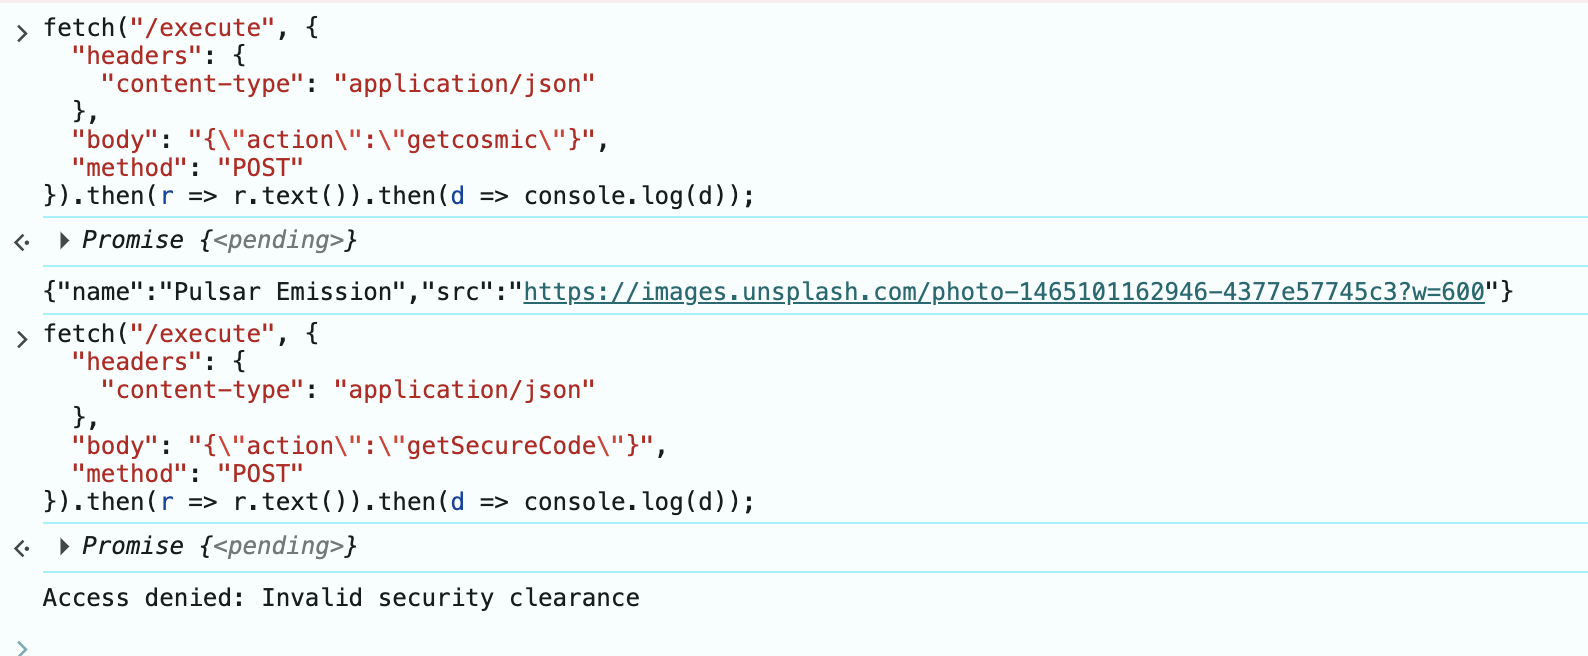 fetch("/execute", {
"headers": {
"content-type": "application/json"
},
"body": "{\"action\":\"getcosmic\"}",
"method": "POST"
}).then(r => r.text()).then(d => console.log(d));
Promise {<pending>}
{"name":"Pulsar Emission","src":"https://images.unsplash.com/photo-1465101162946-4377e57745c3?w=600"}
fetch("/execute", {
"headers": {
"content-type": "application/json"
},
"body": "{\"action\":\"getSecureCode\"}",
"method": "POST"
}).then(r => r.text()).then(d => console.log(d));
Promise {<pending>}
Access denied: Invalid security clearance